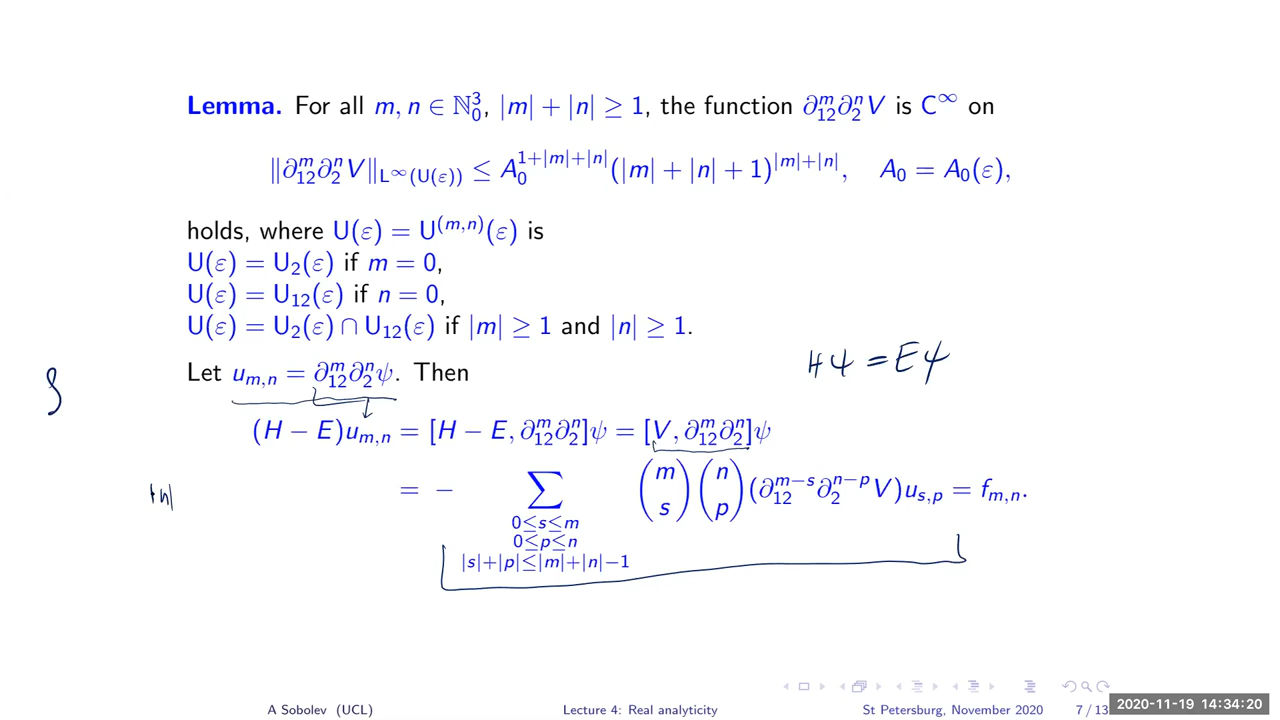 Lemma. For all m, n ∈ ℕ₀³, |m| + |n| ≥ 1, the function ∂₁₂ᵐ∂₂ⁿV is C^∞ on
‖∂₁₂ᵐ∂₂ⁿV‖_{L^∞(U(ε))} ≤ A₀^{1+|m|+|n|}(|m| + |n| + 1)^{|m|+|n|}, A₀ = A₀(ε),
holds, where U(ε) = U^{(m,n)}(ε) is
U(ε) = U₂(ε) if m = 0,
U(ε) = U₁₂(ε) if n = 0,
U(ε) = U₂(ε) ∩ U₁₂(ε) if |m| ≥ 1 and |n| ≥ 1.
Hψ = Eψ
Let u_{m,n} = ∂₁₂ᵐ∂₂ⁿψ. Then
(H − E)u_{m,n} = [H − E, ∂₁₂ᵐ∂₂ⁿ]ψ = [V, ∂₁₂ᵐ∂₂ⁿ]ψ
= − ∑_{0≤s≤m, 0≤p≤n, |s|+|p|≤|m|+|n|−1} (m s)(n p)(∂₁₂^{m−s}∂₂^{n−p}V)u_{s,p} = f_{m,n}.
A Sobolev (UCL) Lecture 4: Real analyticity St Petersburg, November 2020 7 / 13
2020-11-19 14:34:20